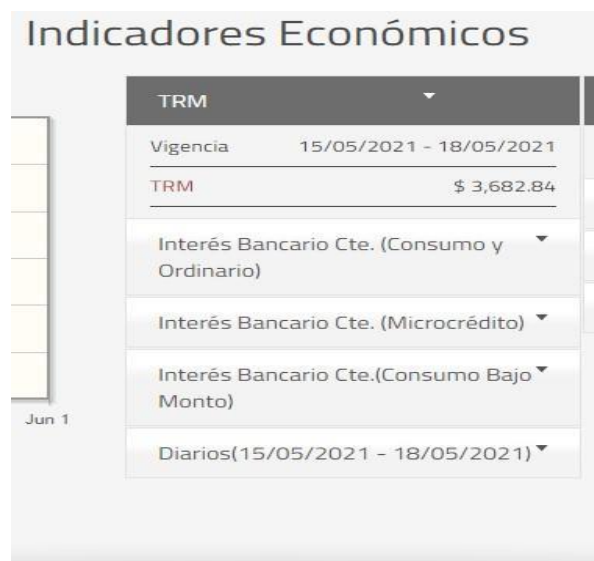 Indicadores Económicos
TRM
Vigencia 15/05/2021 - 18/05/2021
TRM $ 3,682.84
Interés Bancario Cte. (Consumo y
Ordinario)
Interés Bancario Cte. (Microcrédito)
Interés Bancario Cte.(Consumo Bajo
Monto)
Jun 1
Diarios(15/05/2021 - 18/05/2021)